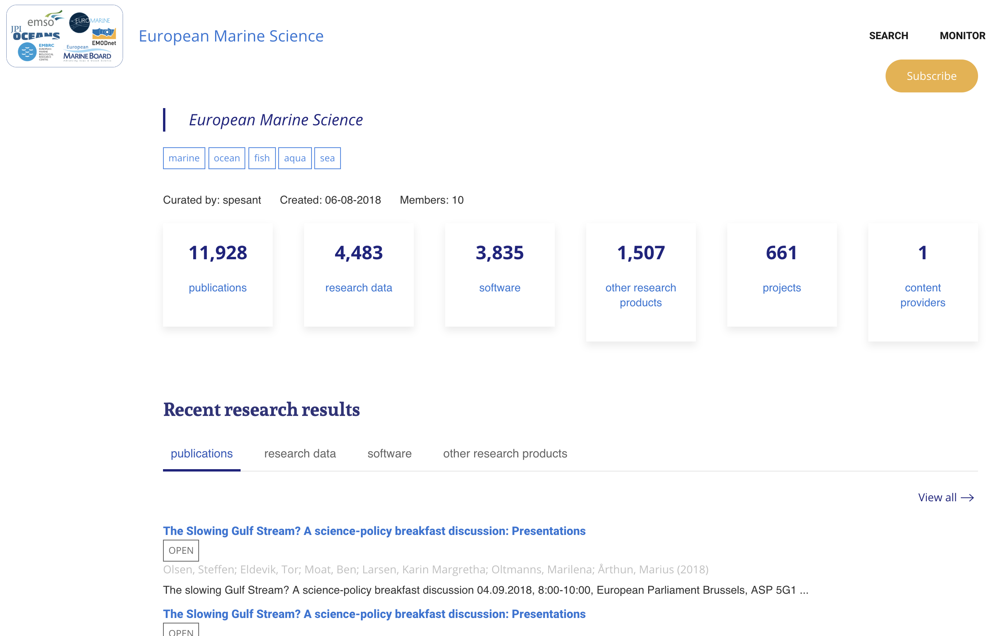 emso
EUROMARINE
JPI
OCEANS
EMODnet
EMBRC
EUROPEAN
MARINE
BIOLOGICAL
RESOURCE
CENTRE
European
MARINE BOARD
Advancing Seas & Ocean Science
European Marine Science
SEARCH MONITOR
Subscribe
European Marine Science
marine ocean fish aqua sea
Curated by: spesant Created: 06-08-2018 Members: 10
11,928 4,483 3,835 1,507 661 1
publications research data software other research products projects content providers
Recent research results
publications research data software other research products
View all
The Slowing Gulf Stream? A science-policy breakfast discussion: Presentations
OPEN
Olsen, Steffen; Eldevik, Tor; Moat, Ben; Larsen, Karin Margretha; Oltmanns, Marilena; Årthun, Marius (2018)
The slowing Gulf Stream? A science-policy breakfast discussion 04.09.2018, 8:00-10:00, European Parliament Brussels, ASP 5G1 ...
The Slowing Gulf Stream? A science-policy breakfast discussion: Presentations
OPEN